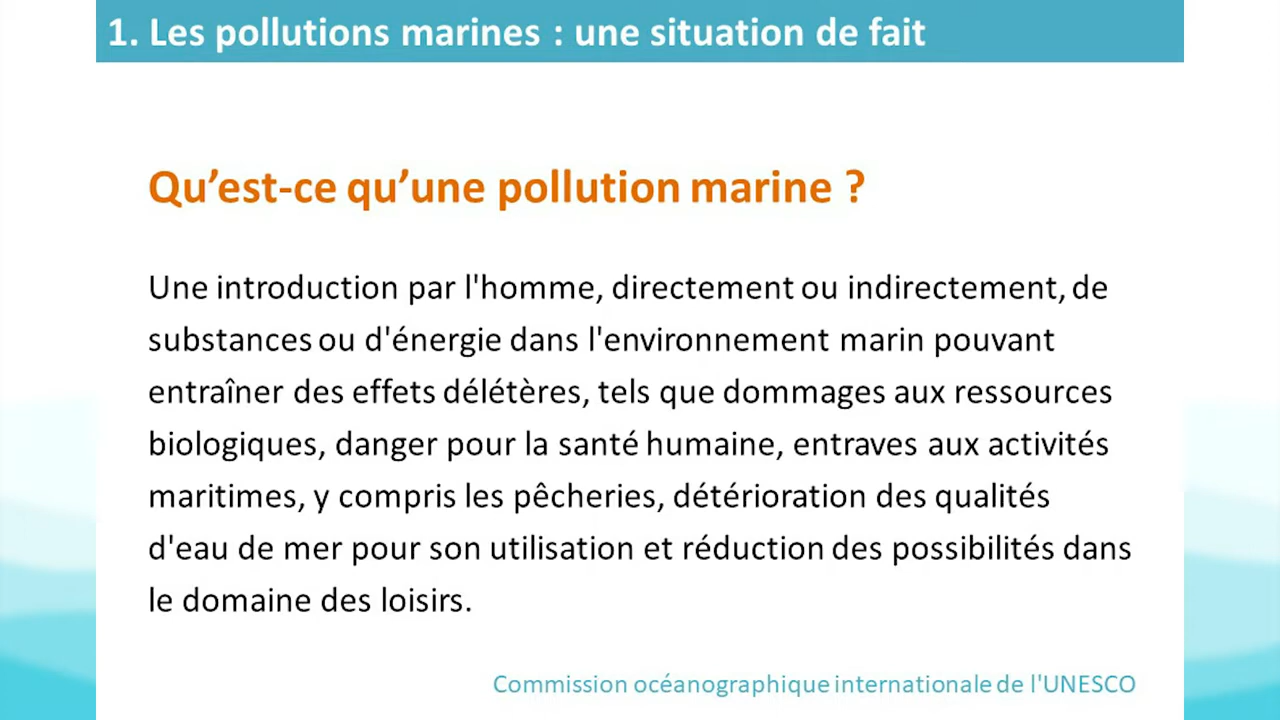 1. Les pollutions marines : une situation de fait
Qu’est-ce qu’une pollution marine ?
Une introduction par l'homme, directement ou indirectement, de
substances ou d'énergie dans l'environnement marin pouvant
entraîner des effets délétères, tels que dommages aux ressources
biologiques, danger pour la santé humaine, entraves aux activités
maritimes, y compris les pêcheries, détérioration des qualités
d'eau de mer pour son utilisation et réduction des possibilités dans
le domaine des loisirs.
Commission océanographique internationale de l'UNESCO